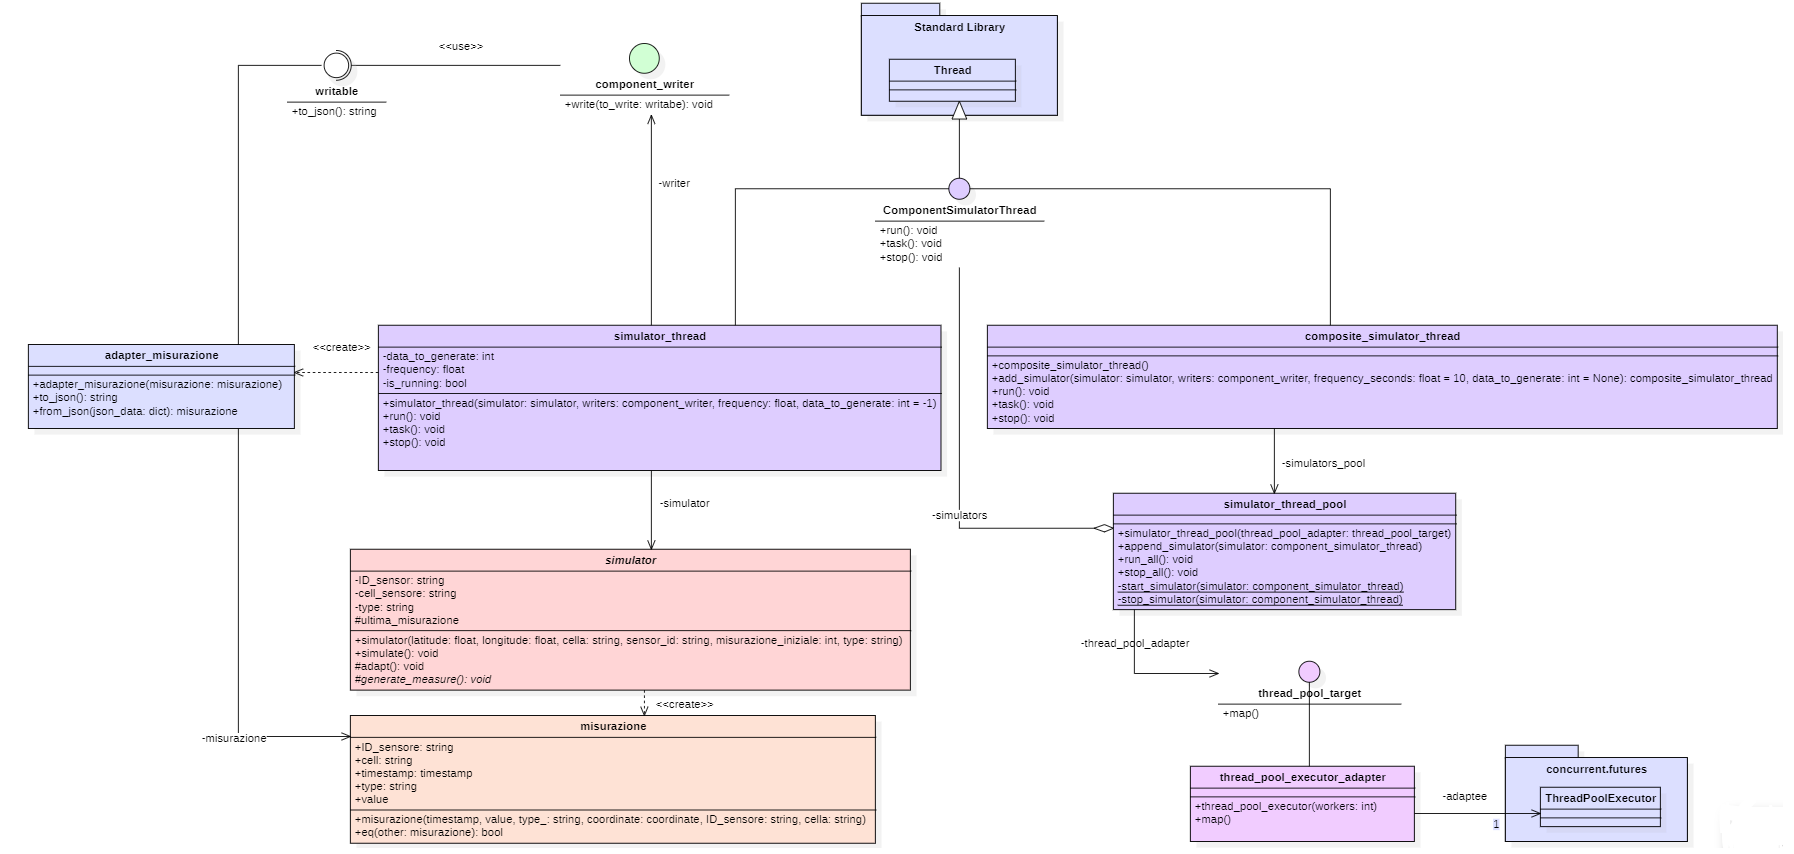 Standard Library
Thread
<<use>>
writable
+to_json(): string
component_writer
+write(to_write: writabe): void
-writer
ComponentSimulatorThread
+run(): void
+task(): void
+stop(): void
adapter_misurazione
+adapter_misurazione(misurazione: misurazione)
+to_json(): string
+from_json(json_data: dict): misurazione
<<create>>
simulator_thread
-data_to_generate: int
-frequency: float
-is_running: bool
+simulator_thread(simulator: simulator, writers: component_writer, frequency: float, data_to_generate: int = -1)
+run(): void
+task(): void
+stop(): void
composite_simulator_thread
+composite_simulator_thread()
+add_simulator(simulator: simulator, writers: component_writer, frequency_seconds: float = 10, data_to_generate: int = None): composite_simulator_thread
+run(): void
+task(): void
+stop(): void
-simulators_pool
-simulator
-simulators
simulator_thread_pool
+simulator_thread_pool(thread_pool_adapter: thread_pool_target)
+append_simulator(simulator: component_simulator_thread)
+run_all(): void
+stop_all(): void
-start_simulator(simulator: component_simulator_thread)
-stop_simulator(simulator: component_simulator_thread)
simulator
-ID_sensor: string
-cell_sensore: string
-type: string
#ultima_misurazione
+simulator(latitude: float, longitude: float, cella: string, sensor_id: string, misurazione_iniziale: int, type: string)
+simulate(): void
#adapt(): void
#generate_measure(): void
-thread_pool_adapter
thread_pool_target
+map()
<<create>>
-misurazione
misurazione
+ID_sensore: string
+cell: string
+timestamp: timestamp
+type: string
+value
+misurazione(timestamp, value, type_: string, coordinate: coordinate, ID_sensore: string, cella: string)
+eq(other: misurazione): bool
thread_pool_executor_adapter
+thread_pool_executor(workers: int)
+map()
-adaptee
1
concurrent.futures
ThreadPoolExecutor